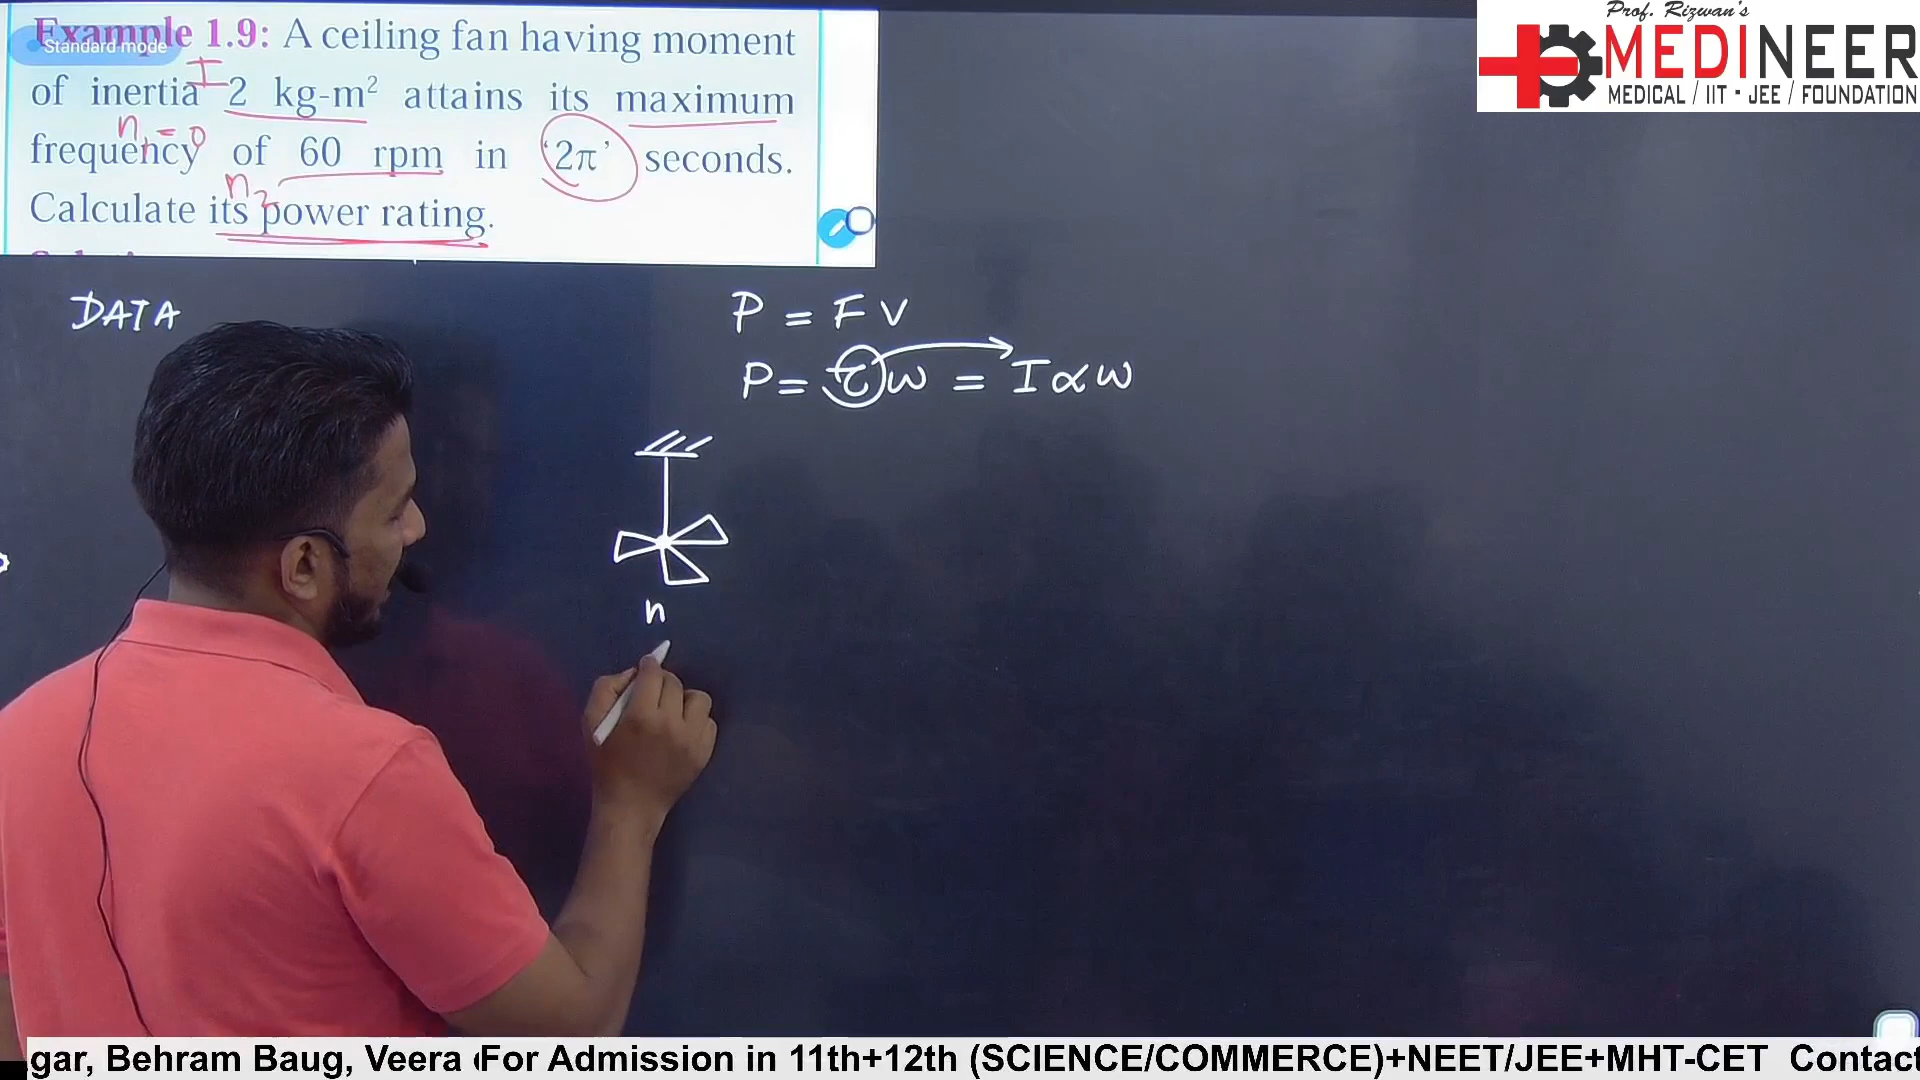 Example 1.9: A ceiling fan having moment
Standard mode
I
of inertia 2 kg-m² attains its maximum
n₁ = 0
frequency of 60 rpm in '2π' seconds.
n₂
Calculate its power rating.
Prof. Rizwan's
MEDINEER
MEDICAL / IIT - JEE / FOUNDATION
DATA
P = F V
P = τ ω = I α ω
n
gar, Behram Baug, Veera For Admission in 11th+12th (SCIENCE/COMMERCE)+NEET/JEE+MHT-CET Contact